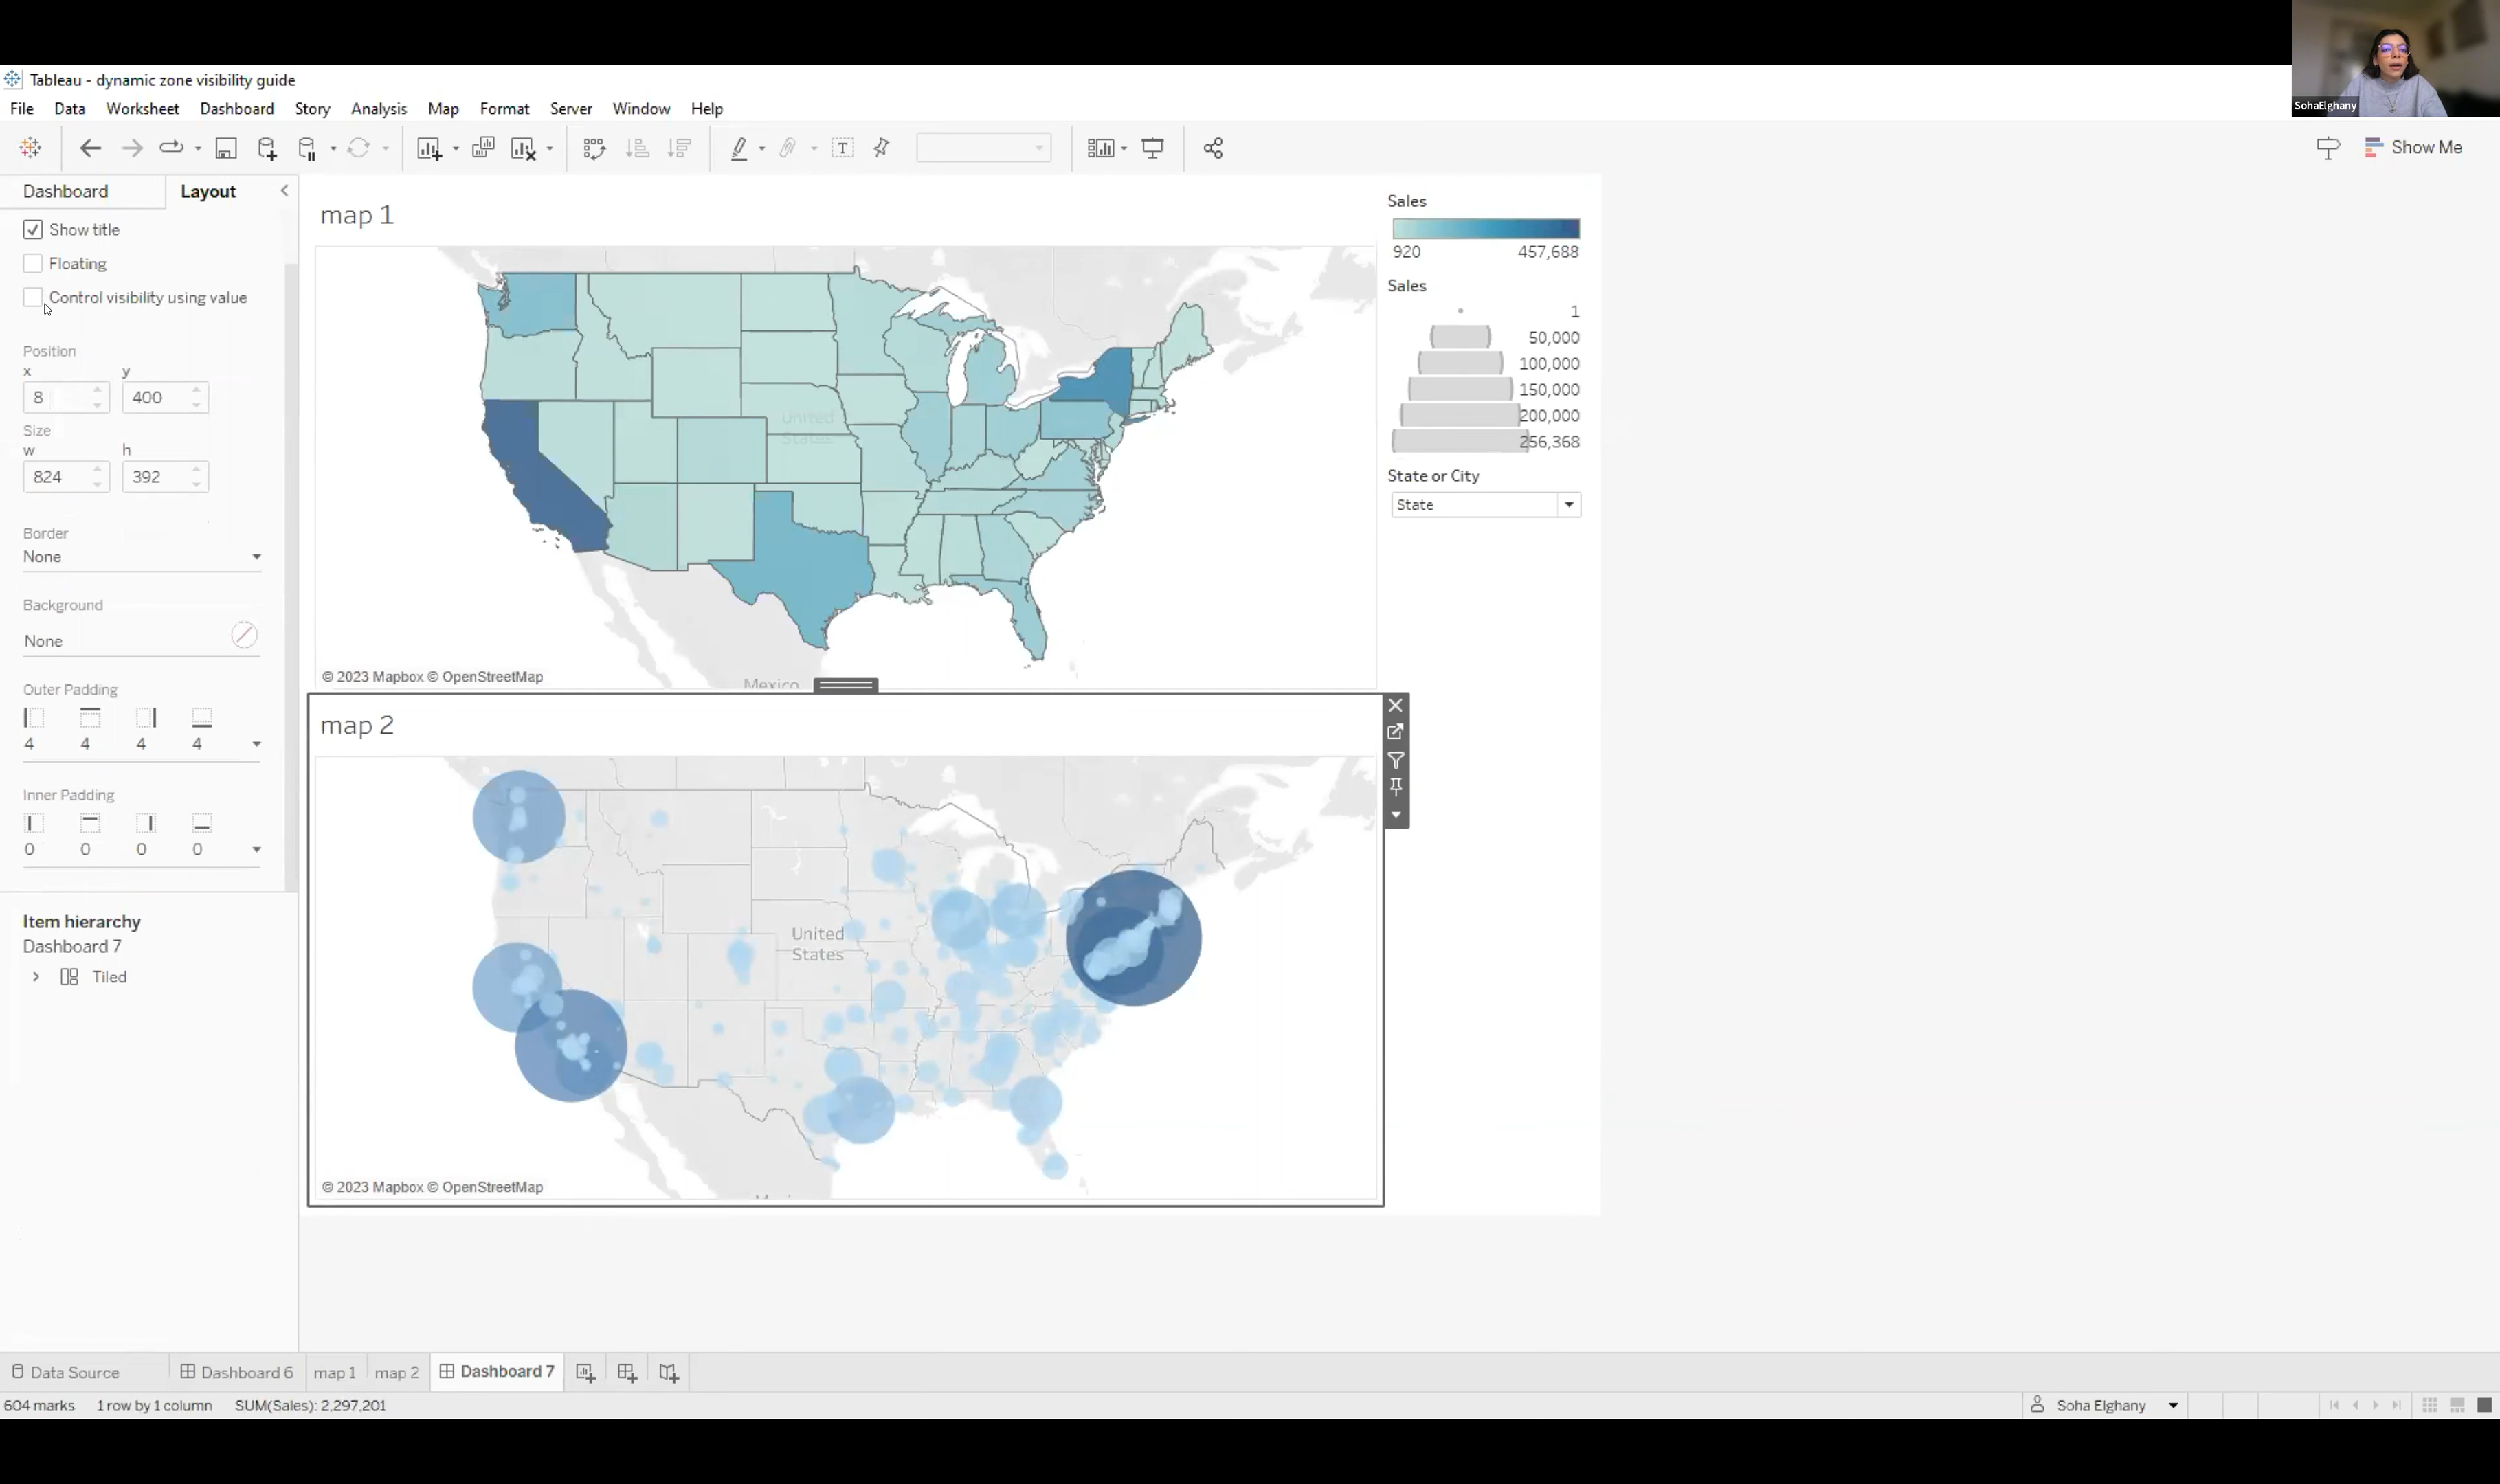 SohaElghany
Tableau - dynamic zone visibility guide
File Data Worksheet Dashboard Story Analysis Map Format Server Window Help
Show Me
Dashboard Layout
Show title
Floating
Control visibility using value
Position
x y
8 400
Size
w h
824 392
Border
None
Background
None
Outer Padding
4 4 4 4
Inner Padding
0 0 0 0
Item hierarchy
Dashboard 7
Tiled
map 1
United
States
Mexico
© 2023 Mapbox © OpenStreetMap
map 2
United
States
© 2023 Mapbox © OpenStreetMap
Sales
920 457,688
Sales
1
50,000
100,000
150,000
200,000
256,368
State or City
State
Data Source Dashboard 6 map 1 map 2 Dashboard 7
604 marks 1 row by 1 column SUM(Sales): 2,297,201
Soha Elghany